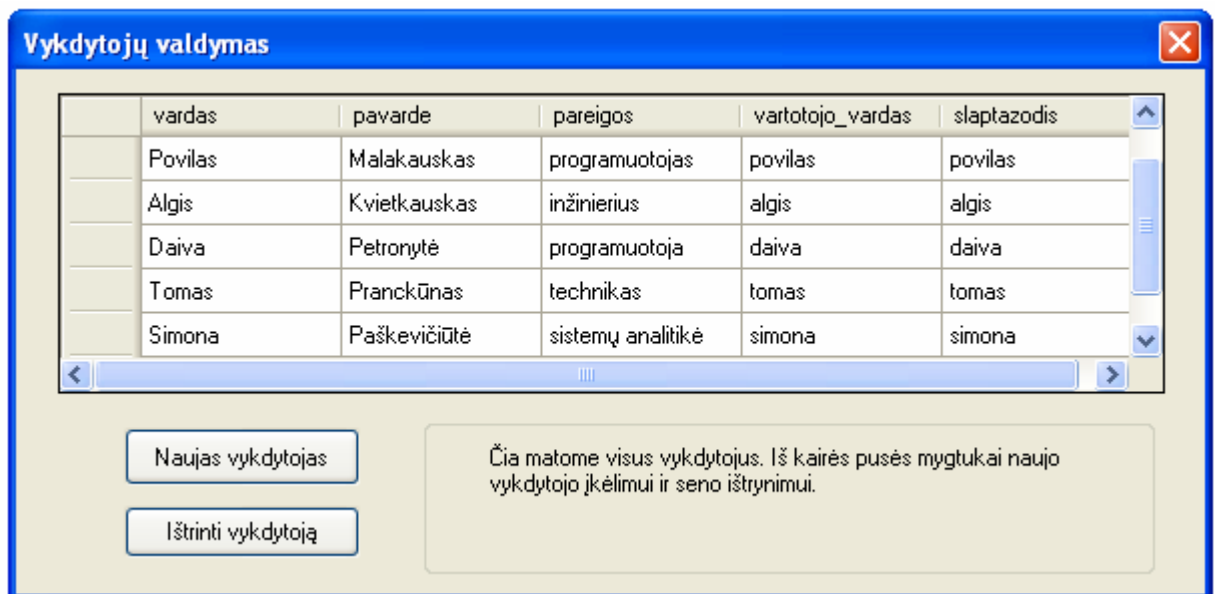 Vykdytojų valdymas
vardas pavarde pareigos vartotojo_vardas slaptazodis
Povilas Malakauskas programuotojas povilas povilas
Algis Kvietkauskas inžinierius algis algis
Daiva Petronytė programuotoja daiva daiva
Tomas Pranckūnas technikas tomas tomas
Simona Paškevičiūtė sistemų analitikė simona simona
Naujas vykdytojas
Ištrinti vykdytoją
Čia matome visus vykdytojus. Iš kairės pusės mygtukai naujo
vykdytojo įkėlimui ir seno ištrynimui.